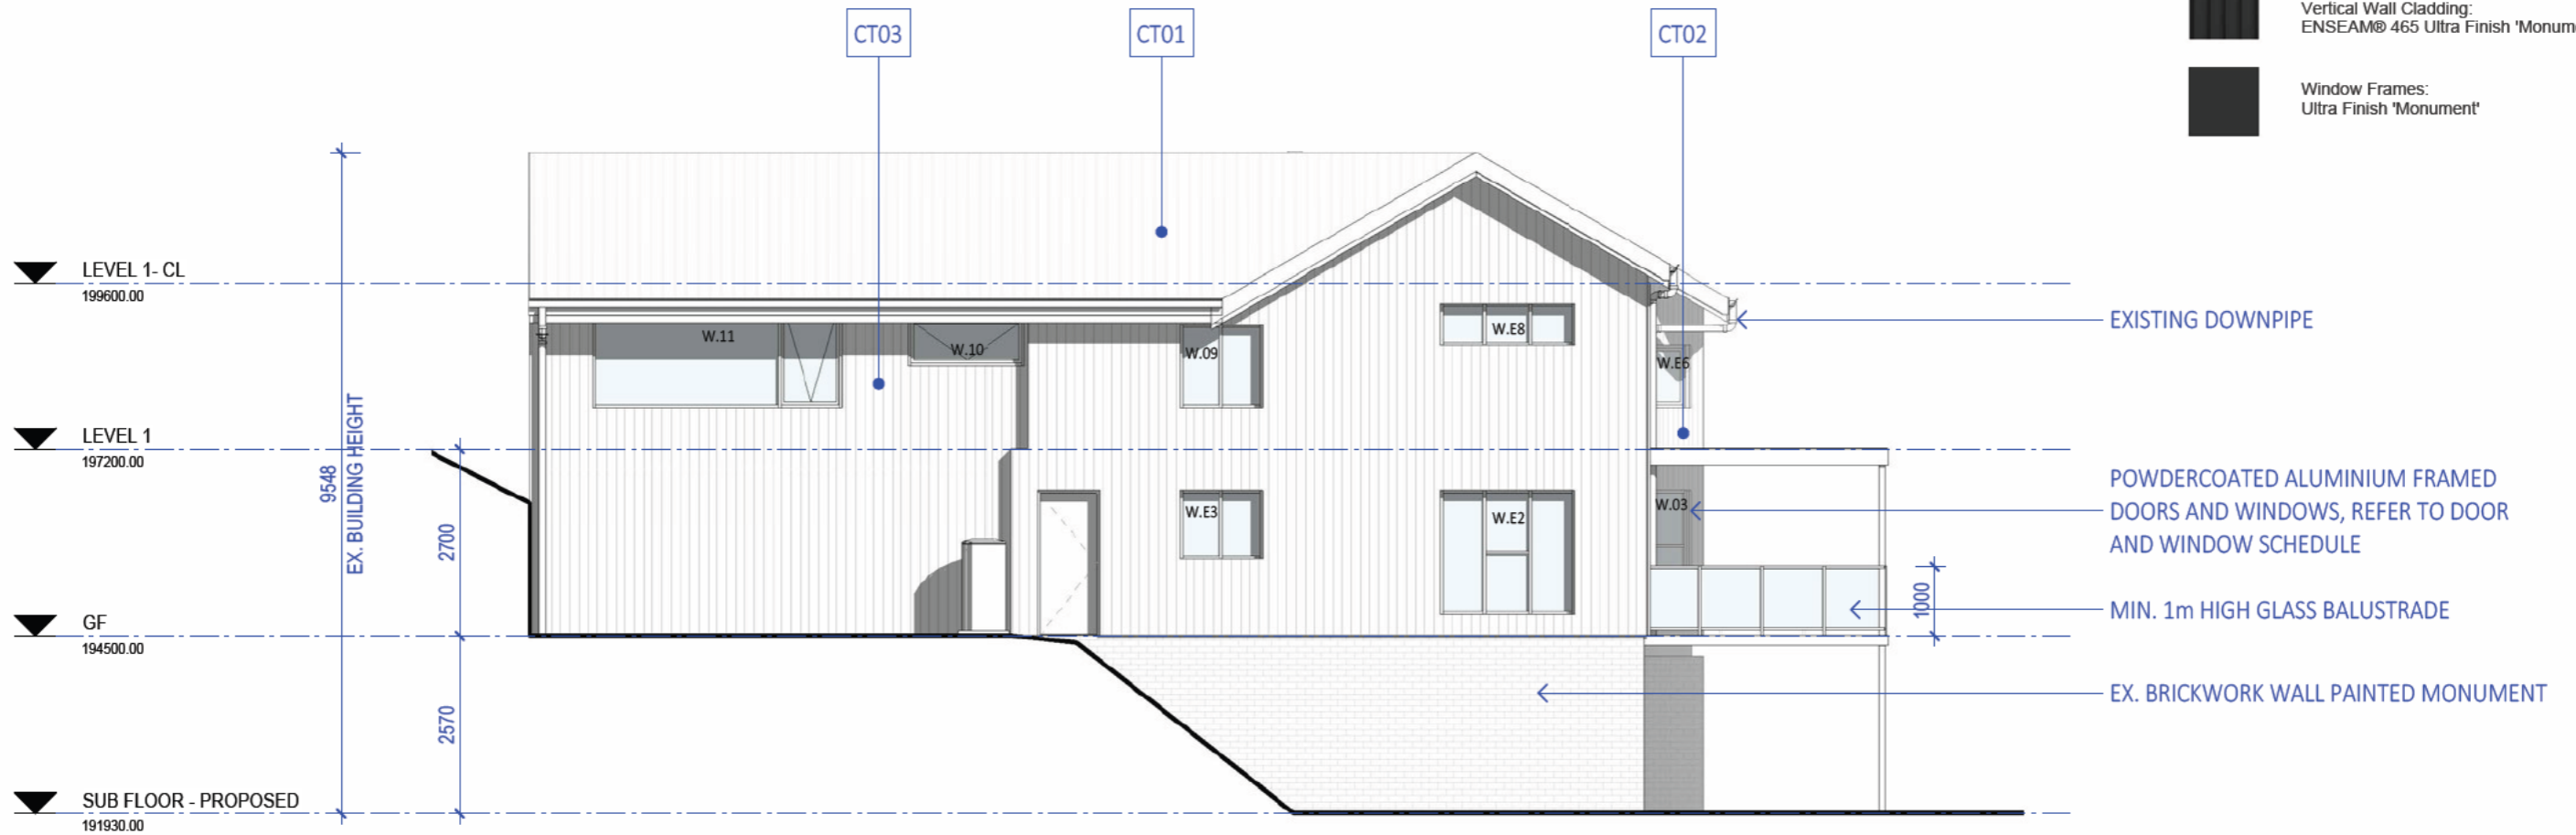 CT03
CT01
CT02
Vertical Wall Cladding:
ENSEAM® 465 Ultra Finish 'Monum
Window Frames:
Ultra Finish 'Monument'
LEVEL 1- CL
199600.00
LEVEL 1
197200.00
GF
194500.00
SUB FLOOR - PROPOSED
191930.00
9548
EX. BUILDING HEIGHT
2700
2570
W.11
W.10
W.09
W.E8
W.E6
W.E3
W.E2
W.03
1000
EXISTING DOWNPIPE
POWDERCOATED ALUMINIUM FRAMED
DOORS AND WINDOWS, REFER TO DOOR
AND WINDOW SCHEDULE
MIN. 1m HIGH GLASS BALUSTRADE
EX. BRICKWORK WALL PAINTED MONUMENT